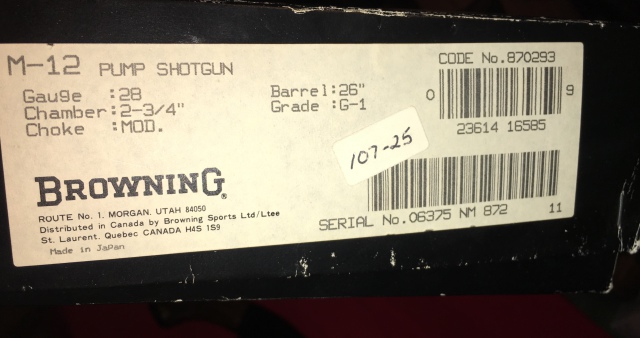 M-12 PUMP SHOTGUN
Gauge :28
Chamber:2-3/4"
Choke :MOD.
Barrel:26"
Grade :G-1
CODE No.870293
0 9
23614 16585
107-25
BROWNING®
ROUTE No. 1, MORGAN, UTAH 84050
Distributed in Canada by Browning Sports Ltd/Ltee
St. Laurent, Quebec CANADA H4S 1S9
Made in Japan
SERIAL No.06375 NM 872 11